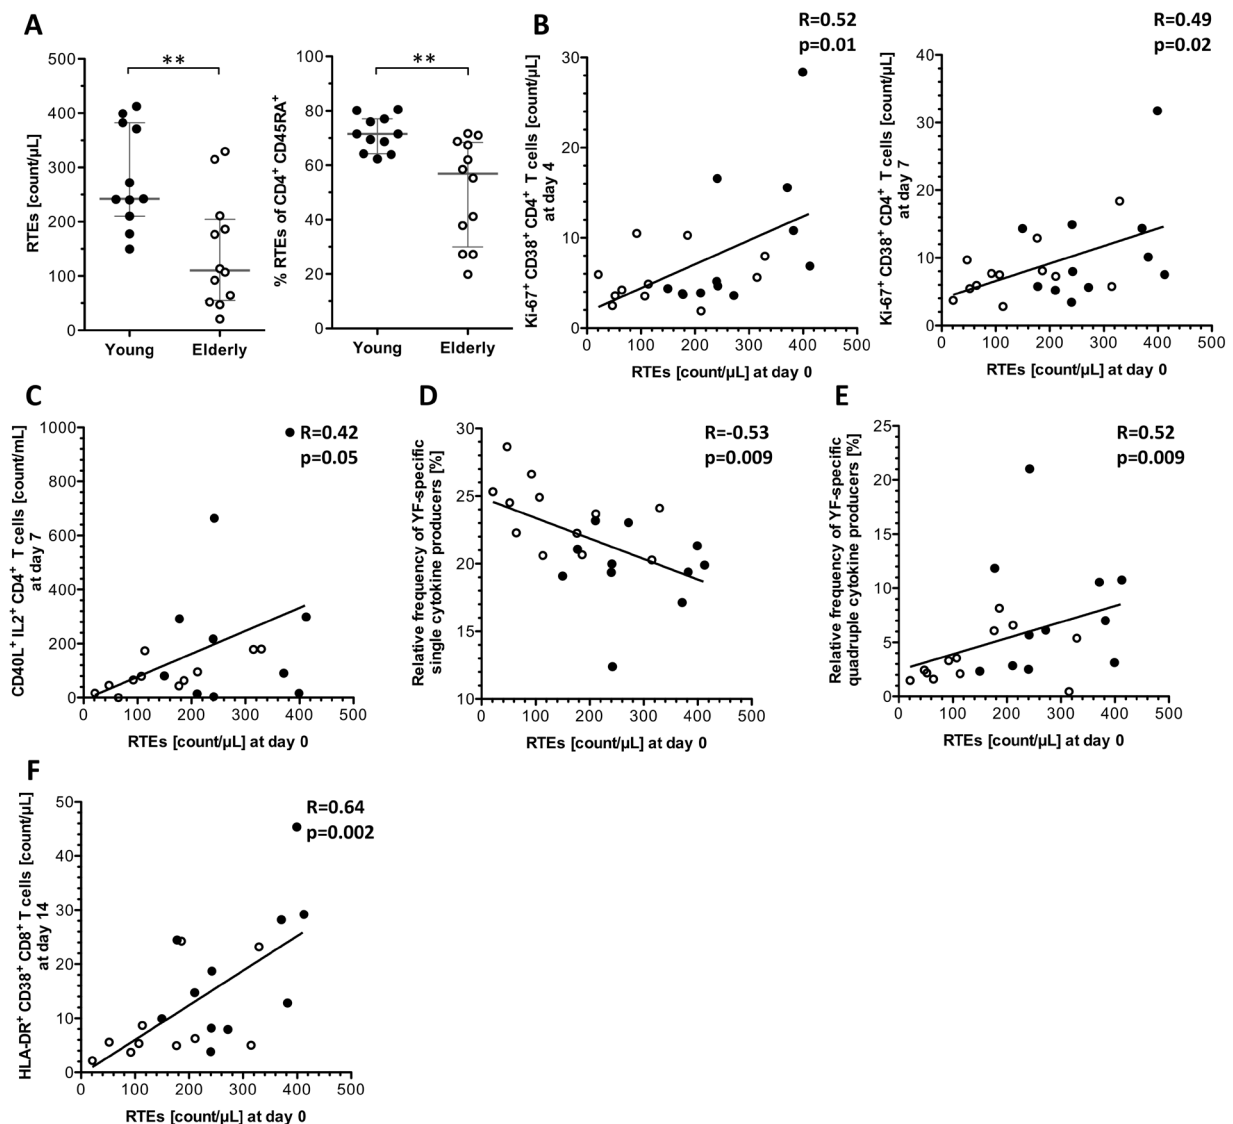 A
RTEs [count/µL]
500
400
300
200
100
0
**
Young
Elderly
% RTEs of CD4⁺ CD45RA⁺
100
80
60
40
20
0
**
Young
Elderly
B
R=0.52
p=0.01
Ki-67⁺ CD38⁺ CD4⁺ T cells [count/µL]
at day 4
30
20
10
0
0 100 200 300 400 500
RTEs [count/µL] at day 0
R=0.49
p=0.02
Ki-67⁺ CD38⁺ CD4⁺ T cells [count/µL]
at day 7
40
30
20
10
0
0 100 200 300 400 500
RTEs [count/µL] at day 0
C
R=0.42
p=0.05
CD40L⁺ IL2⁺ CD4⁺ T cells [count/mL]
at day 7
1000
800
600
400
200
0
0 100 200 300 400 500
RTEs [count/µL] at day 0
D
R=-0.53
p=0.009
Relative frequency of YF-specific
single cytokine producers [%]
30
25
20
15
10
0 100 200 300 400 500
RTEs [count/µL] at day 0
E
R=0.52
p=0.009
Relative frequency of YF-specific
quadruple cytokine producers [%]
25
20
15
10
5
0
0 100 200 300 400 500
RTEs [count/µL] at day 0
F
R=0.64
p=0.002
HLA-DR⁺ CD38⁺ CD8⁺ T cells [count/µL]
at day 14
50
40
30
20
10
0
0 100 200 300 400 500
RTEs [count/µL] at day 0